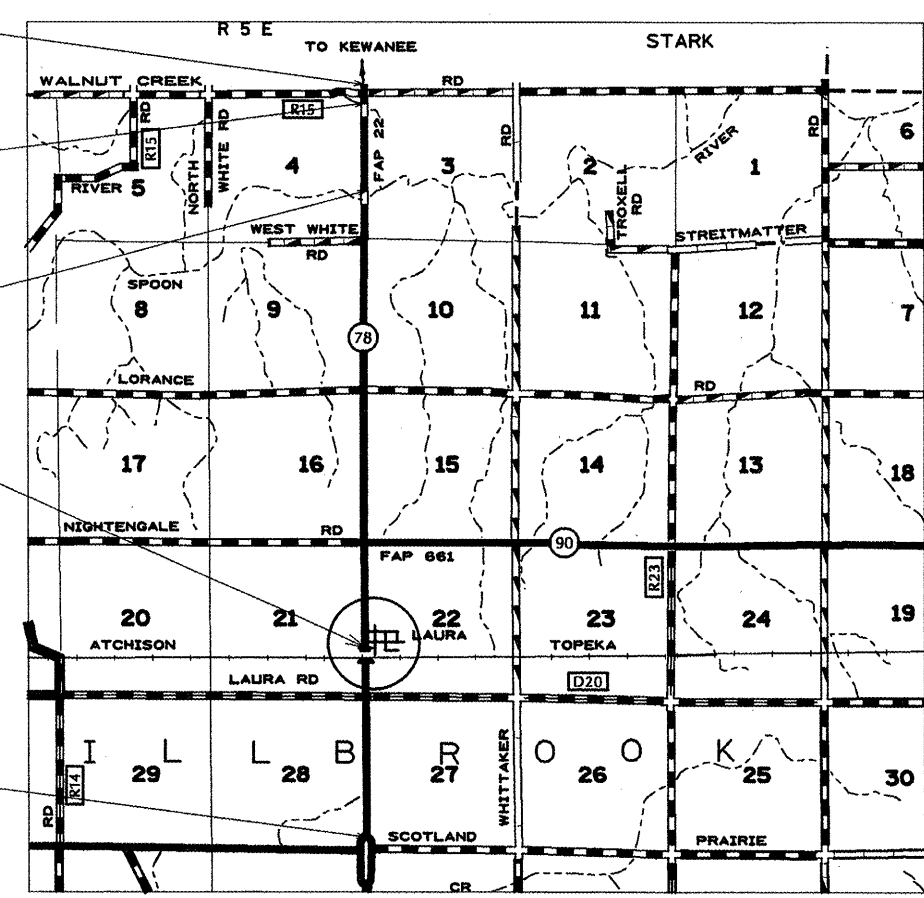 R 5 E
TO KEWANEE
STARK
WALNUT CREEK RD
R15
RD
R15
NORTH WHITE RD
FAP 22
RD
RD
6
5
4
3
2
1
RIVER
RIVER
TROXELL RD
WEST WHITE RD
STREITMATTER
SPOON
8
9
10
11
12
7
78
LORANCE RD
17
16
15
14
13
18
NIGHTENGALE RD
FAP 661
90
R23
20
21
22
23
24
19
ATCHISON
LAURA
TOPEKA
LAURA RD
D20
ILLBROOK
R14
RD
29
28
27
WHITTAKER
26
25
30
SCOTLAND
PRAIRIE
CR